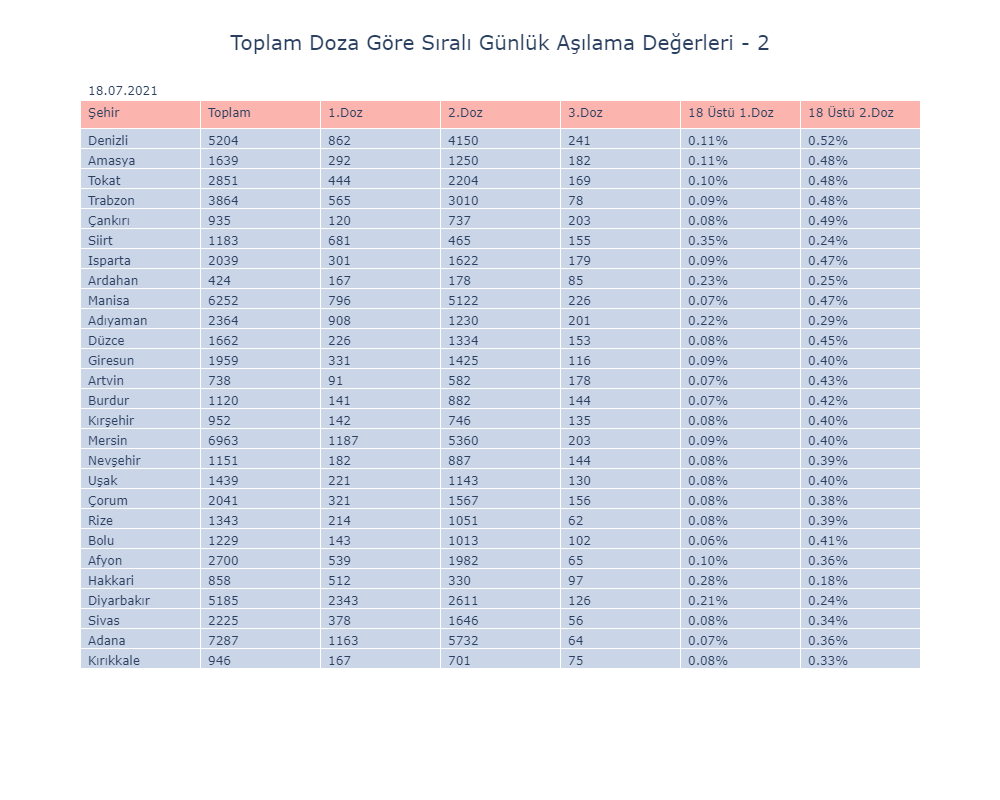 Toplam Doza Göre Sıralı Günlük Aşılama Değerleri - 2
18.07.2021
Şehir Toplam 1.Doz 2.Doz 3.Doz 18 Üstü 1.Doz 18 Üstü 2.Doz
Denizli 5204 862 4150 241 0.11% 0.52%
Amasya 1639 292 1250 182 0.11% 0.48%
Tokat 2851 444 2204 169 0.10% 0.48%
Trabzon 3864 565 3010 78 0.09% 0.48%
Çankırı 935 120 737 203 0.08% 0.49%
Siirt 1183 681 465 155 0.35% 0.24%
Isparta 2039 301 1622 179 0.09% 0.47%
Ardahan 424 167 178 85 0.23% 0.25%
Manisa 6252 796 5122 226 0.07% 0.47%
Adıyaman 2364 908 1230 201 0.22% 0.29%
Düzce 1662 226 1334 153 0.08% 0.45%
Giresun 1959 331 1425 116 0.09% 0.40%
Artvin 738 91 582 178 0.07% 0.43%
Burdur 1120 141 882 144 0.07% 0.42%
Kırşehir 952 142 746 135 0.08% 0.40%
Mersin 6963 1187 5360 203 0.09% 0.40%
Nevşehir 1151 182 887 144 0.08% 0.39%
Uşak 1439 221 1143 130 0.08% 0.40%
Çorum 2041 321 1567 156 0.08% 0.38%
Rize 1343 214 1051 62 0.08% 0.39%
Bolu 1229 143 1013 102 0.06% 0.41%
Afyon 2700 539 1982 65 0.10% 0.36%
Hakkari 858 512 330 97 0.28% 0.18%
Diyarbakır 5185 2343 2611 126 0.21% 0.24%
Sivas 2225 378 1646 56 0.08% 0.34%
Adana 7287 1163 5732 64 0.07% 0.36%
Kırıkkale 946 167 701 75 0.08% 0.33%